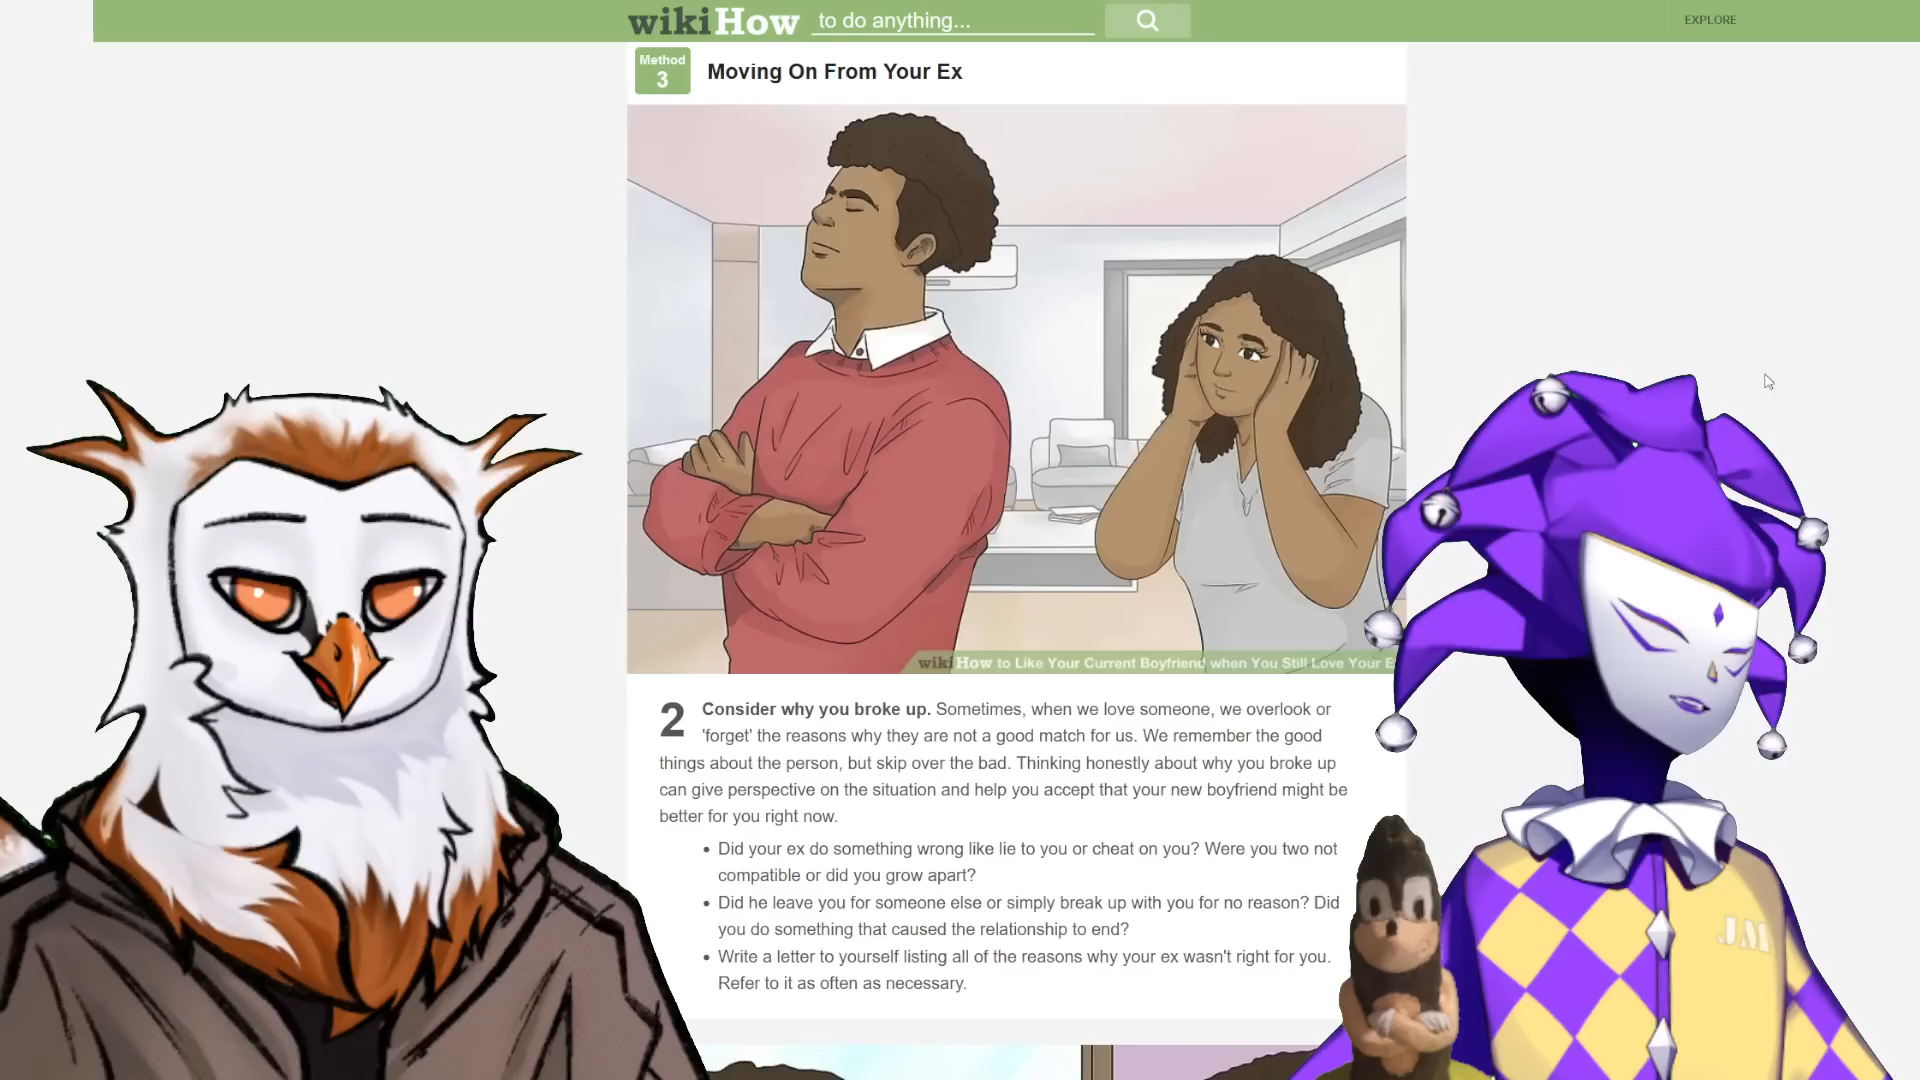 wikiHow to do anything...
EXPLORE
Method
3
Moving On From Your Ex
wikiHow to Like Your Current Boyfriend when You Still Love Your E
2 Consider why you broke up. Sometimes, when we love someone, we overlook or
'forget' the reasons why they are not a good match for us. We remember the good
things about the person, but skip over the bad. Thinking honestly about why you broke up
can give perspective on the situation and help you accept that your new boyfriend might be
better for you right now.
• Did your ex do something wrong like lie to you or cheat on you? Were you two not
compatible or did you grow apart?
• Did he leave you for someone else or simply break up with you for no reason? Did
you do something that caused the relationship to end?
• Write a letter to yourself listing all of the reasons why your ex wasn't right for you.
Refer to it as often as necessary.